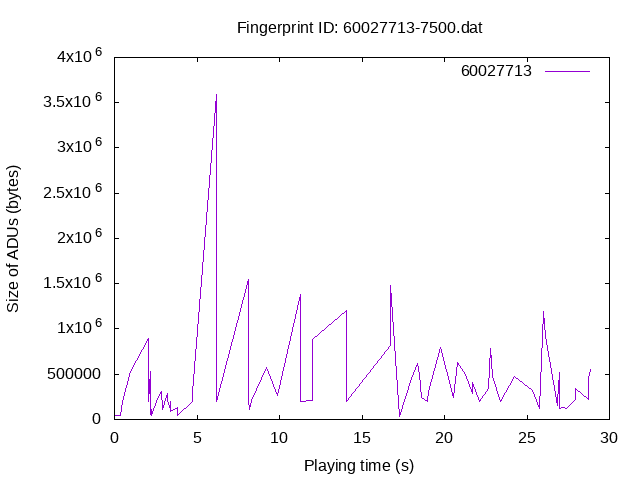 Fingerprint ID: 60027713-7500.dat
4x10 6
60027713
3.5x10 6
3x10 6
2.5x10 6
2x10 6
1.5x10 6
1x10 6
500000
0
Size of ADUs (bytes)
0 5 10 15 20 25 30
Playing time (s)